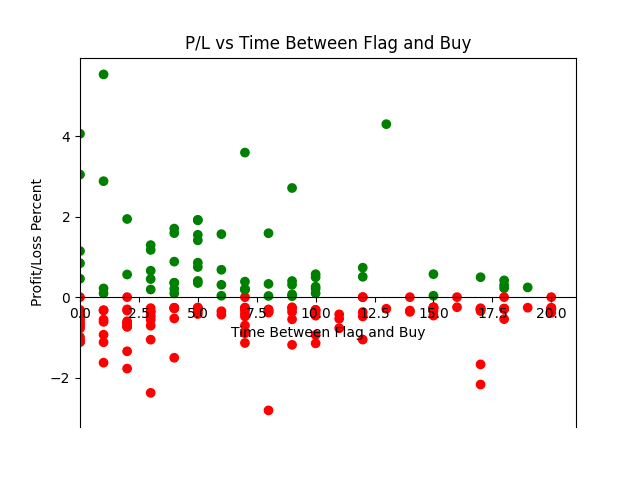 P/L vs Time Between Flag and Buy
Profit/Loss Percent
4
2
0
−2
0.0 2.5 5.0 7.5 10.0 12.5 15.0 17.5 20.0
Time Between Flag and Buy